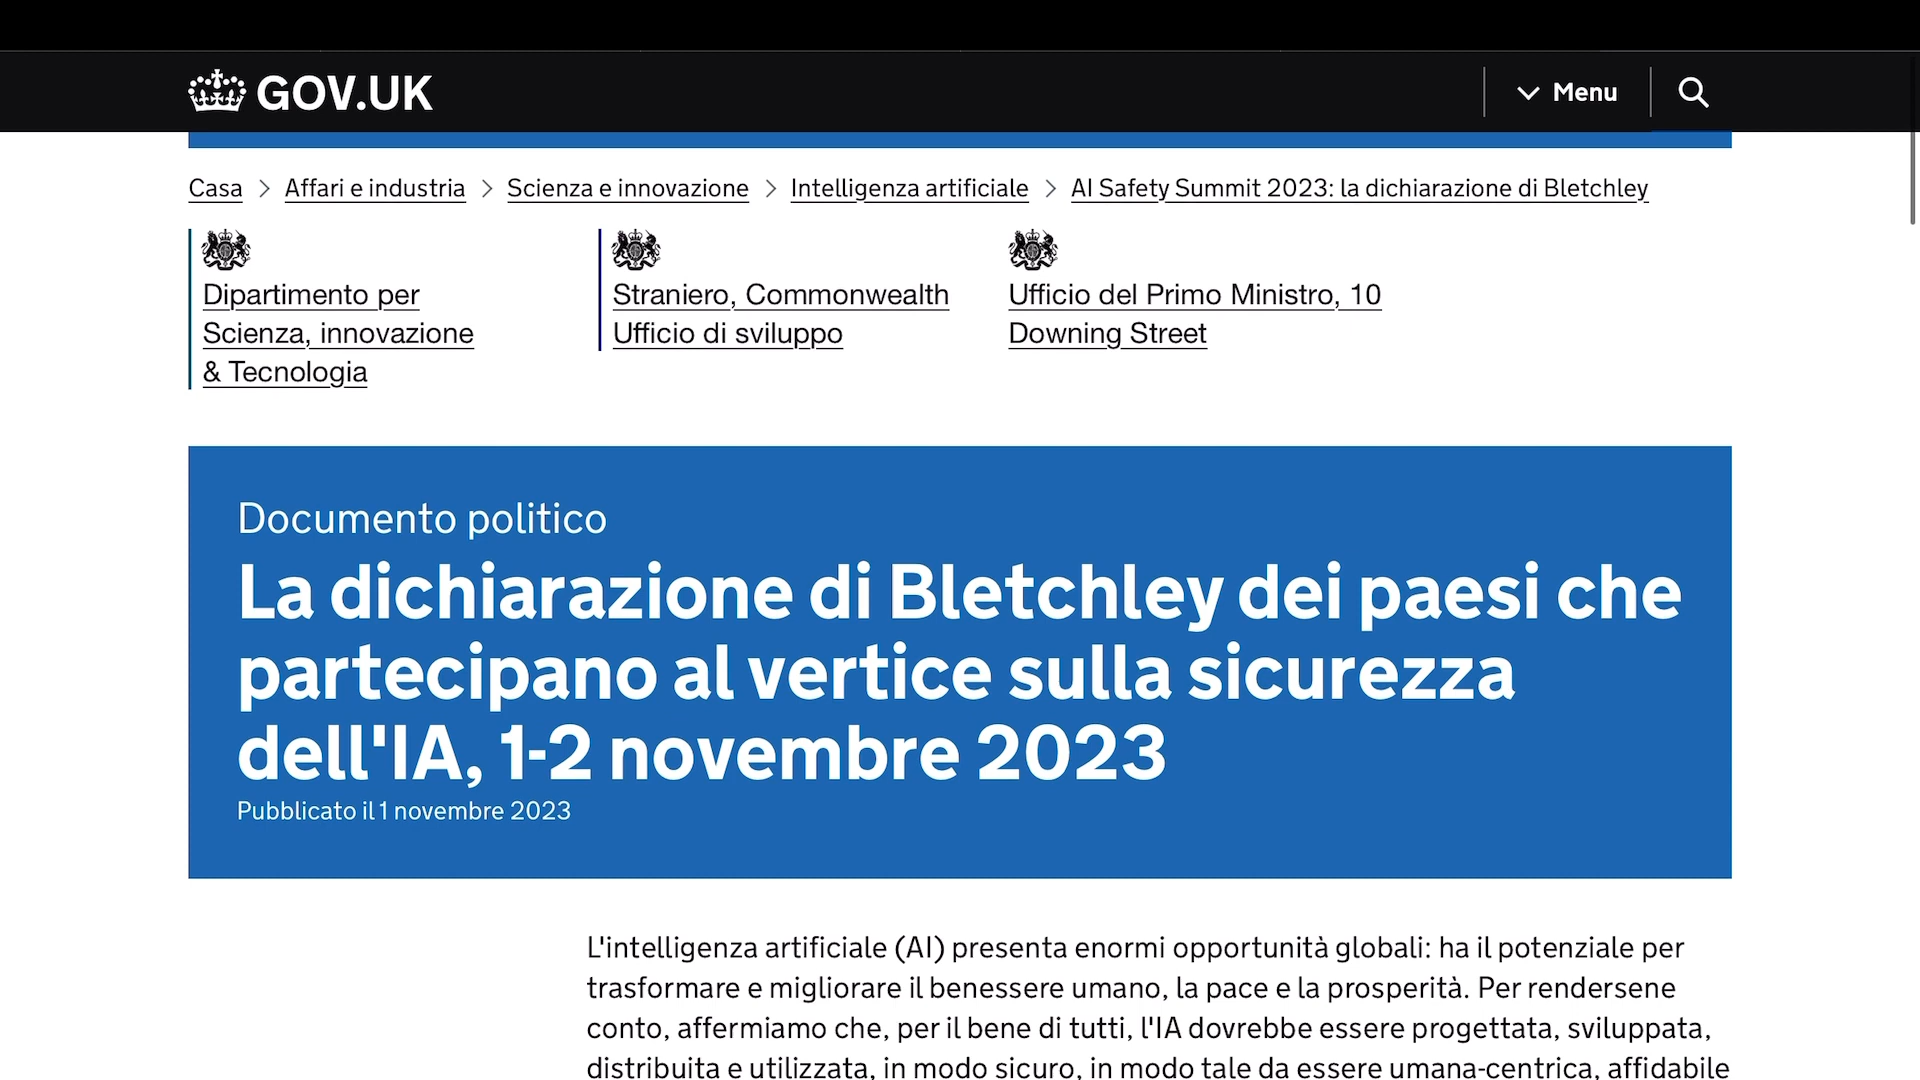 GOV.UK
Menu
Casa > Affari e industria > Scienza e innovazione > Intelligenza artificiale > AI Safety Summit 2023: la dichiarazione di Bletchley
Dipartimento per
Scienza, innovazione
& Tecnologia
Straniero, Commonwealth
Ufficio di sviluppo
Ufficio del Primo Ministro, 10
Downing Street
Documento politico
La dichiarazione di Bletchley dei paesi che
partecipano al vertice sulla sicurezza
dell'IA, 1-2 novembre 2023
Pubblicato il 1 novembre 2023
L'intelligenza artificiale (AI) presenta enormi opportunità globali: ha il potenziale per
trasformare e migliorare il benessere umano, la pace e la prosperità. Per rendersene
conto, affermiamo che, per il bene di tutti, l'IA dovrebbe essere progettata, sviluppata,
distribuita e utilizzata, in modo sicuro, in modo tale da essere umana-centrica, affidabile